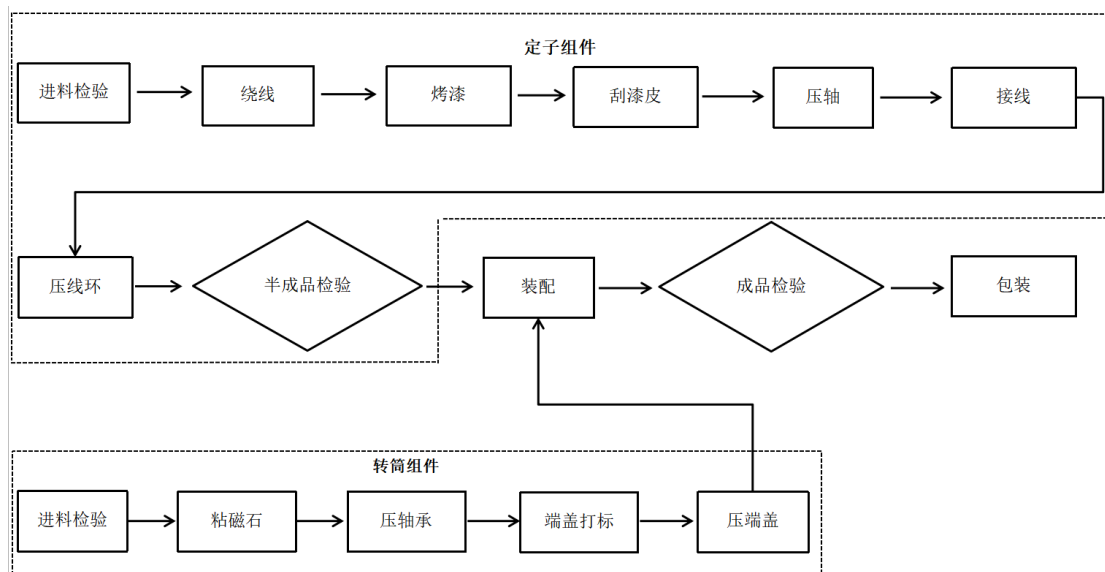 定子组件
进料检验
绕线
烤漆
刮漆皮
压轴
接线
压线环
半成品检验
装配
成品检验
包装
转筒组件
进料检验
粘磁石
压轴承
端盖打标
压端盖